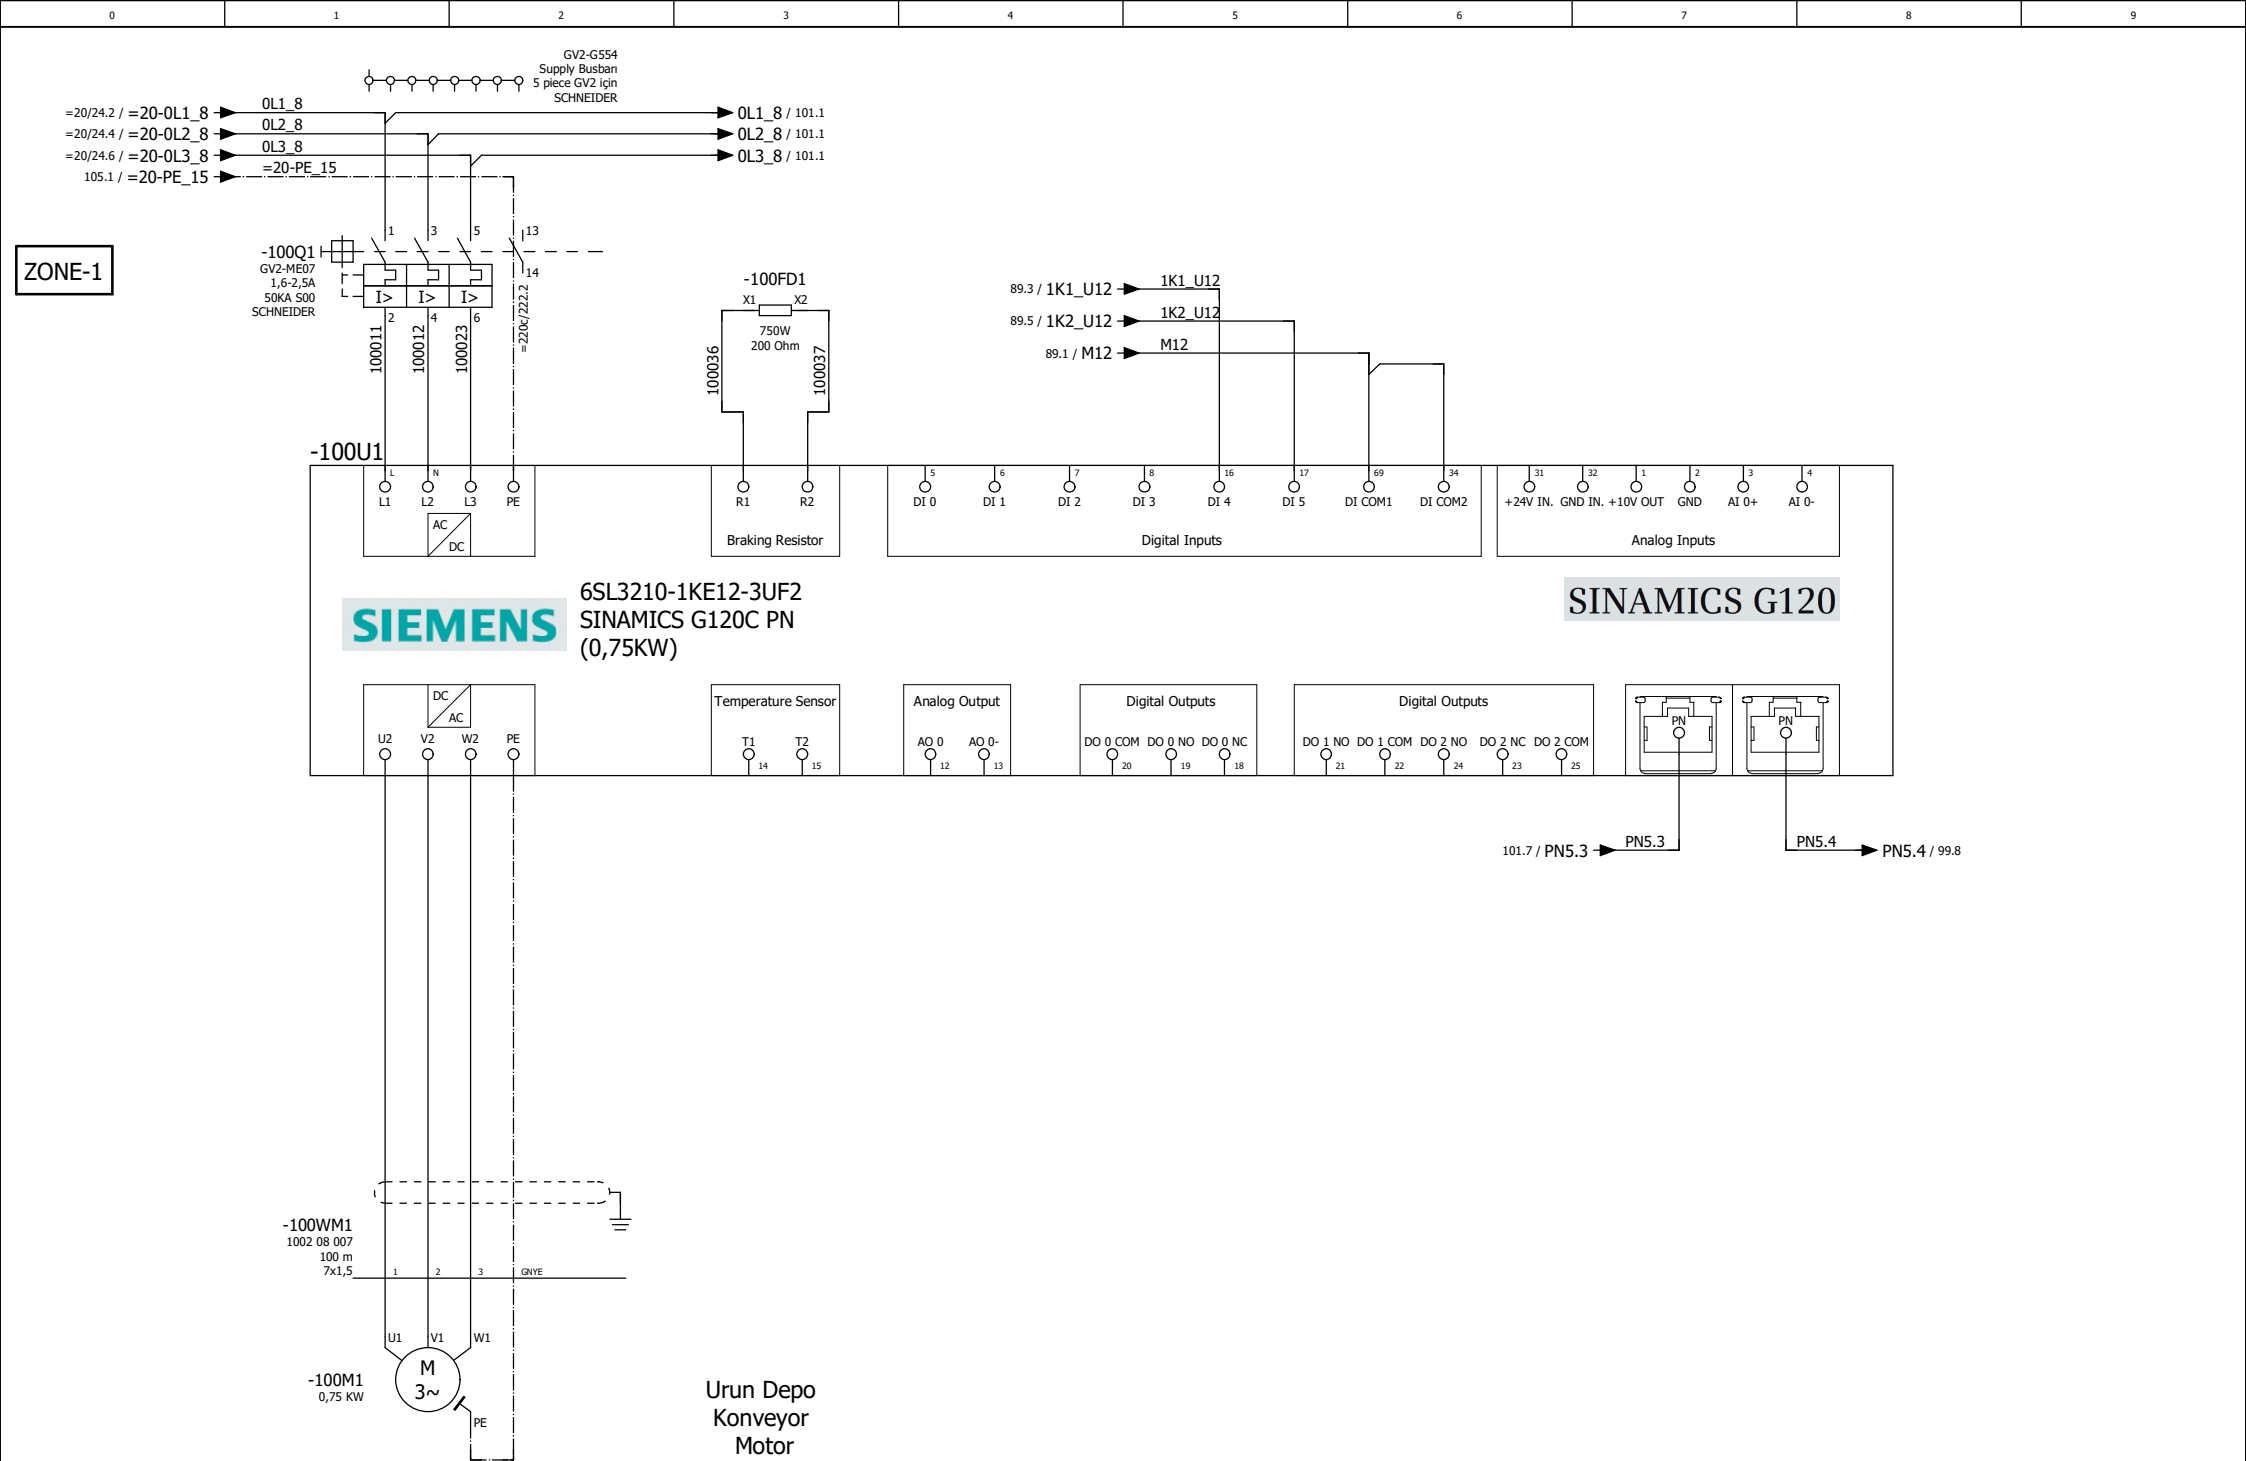 0 1 2 3 4 5 6 7 8 9
GV2-G554
Supply Busbarı
5 piece GV2 için
SCHNEIDER
=20/24.2 / =20-0L1_8 0L1_8 0L1_8 / 101.1
=20/24.4 / =20-0L2_8 0L2_8 0L2_8 / 101.1
=20/24.6 / =20-0L3_8 0L3_8 0L3_8 / 101.1
105.1 / =20-PE_15 =20-PE_15
ZONE-1
1 3 5 13
-100Q1
GV2-ME07
1,6-2,5A
50KA S00
SCHNEIDER
14
I> I> I>
2 4 6
100011 100012 100023
=220c/222.2
-100FD1
X1 X2
750W
200 Ohm
100036 100037
89.3 / 1K1_U12 1K1_U12
89.5 / 1K2_U12 1K2_U12
89.1 / M12 M12
-100U1
L N
L1 L2 L3 PE
AC
DC
R1 R2
Braking Resistor
5 6 7 8 16 17 69 34
DI 0 DI 1 DI 2 DI 3 DI 4 DI 5 DI COM1 DI COM2
Digital Inputs
31 32 1 2 3 4
+24V IN. GND IN. +10V OUT GND AI 0+ AI 0-
Analog Inputs
SIEMENS
6SL3210-1KE12-3UF2
SINAMICS G120C PN
(0,75KW)
SINAMICS G120
DC
AC
U2 V2 W2 PE
Temperature Sensor
T1 T2
14 15
Analog Output
AO 0 AO 0-
12 13
Digital Outputs
DO 0 COM DO 0 NO DO 0 NC
20 19 18
Digital Outputs
DO 1 NO DO 1 COM DO 2 NO DO 2 NC DO 2 COM
21 22 24 23 25
PN PN
101.7 / PN5.3 PN5.3
PN5.4 PN5.4 / 99.8
-100WM1
1002 08 007
100 m
7x1,5
1 2 3 GNYE
U1 V1 W1
M
3~
-100M1
0,75 KW
PE
Urun Depo
Konveyor
Motor